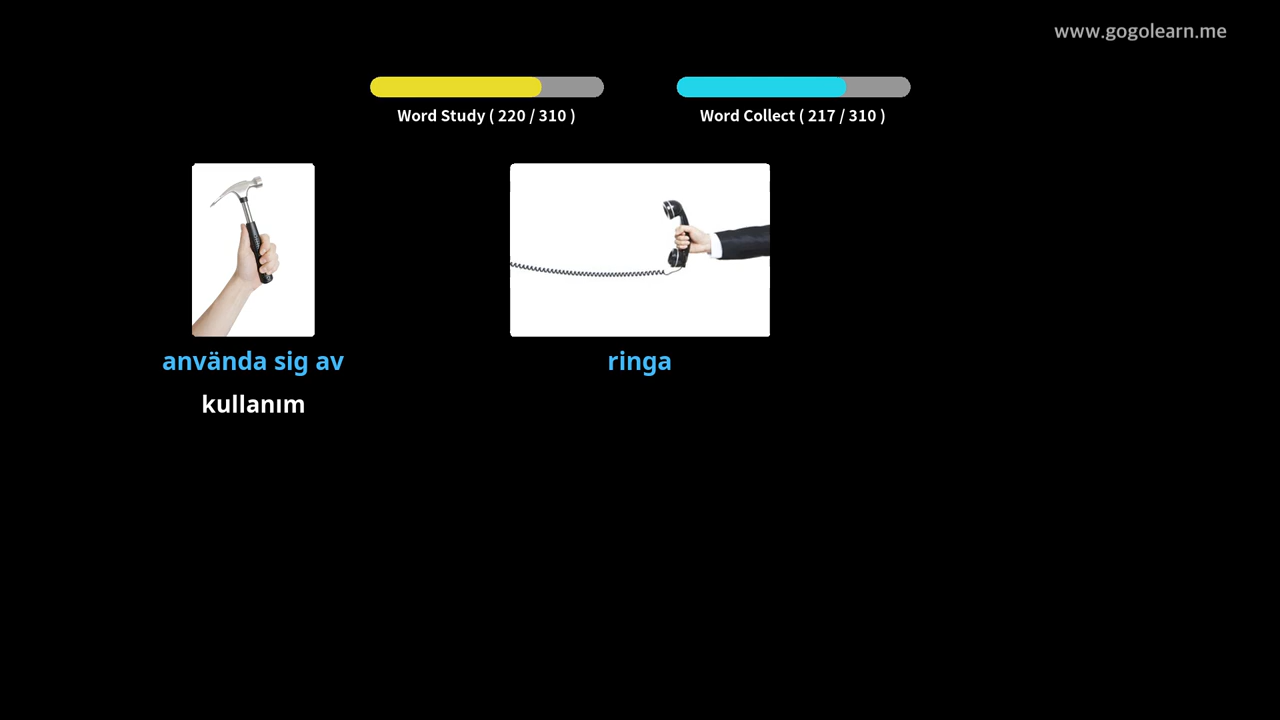 www.gogolearn.me
Word Study ( 220 / 310 )
Word Collect ( 217 / 310 )
använda sig av
ringa
kullanım